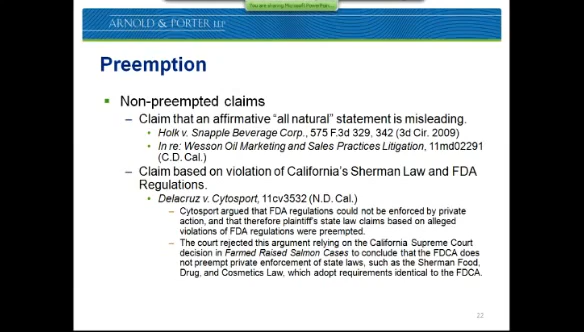 You are sharing Microsoft PowerPoin...
ARNOLD & PORTER LLP
Preemption
Non-preempted claims
– Claim that an affirmative “all natural” statement is misleading.
• Holk v. Snapple Beverage Corp., 575 F.3d 329, 342 (3d Cir. 2009)
• In re: Wesson Oil Marketing and Sales Practices Litigation, 11md02291
(C.D. Cal.)
– Claim based on violation of California’s Sherman Law and FDA
Regulations.
• Delacruz v. Cytosport, 11cv3532 (N.D. Cal.)
– Cytosport argued that FDA regulations could not be enforced by private
action, and that therefore plaintiff’s state law claims based on alleged
violations of FDA regulations were preempted.
– The court rejected this argument relying on the California Supreme Court
decision in Farmed Raised Salmon Cases to conclude that the FDCA does
not preempt private enforcement of state laws, such as the Sherman Food,
Drug, and Cosmetics Law, which adopt requirements identical to the FDCA.
22